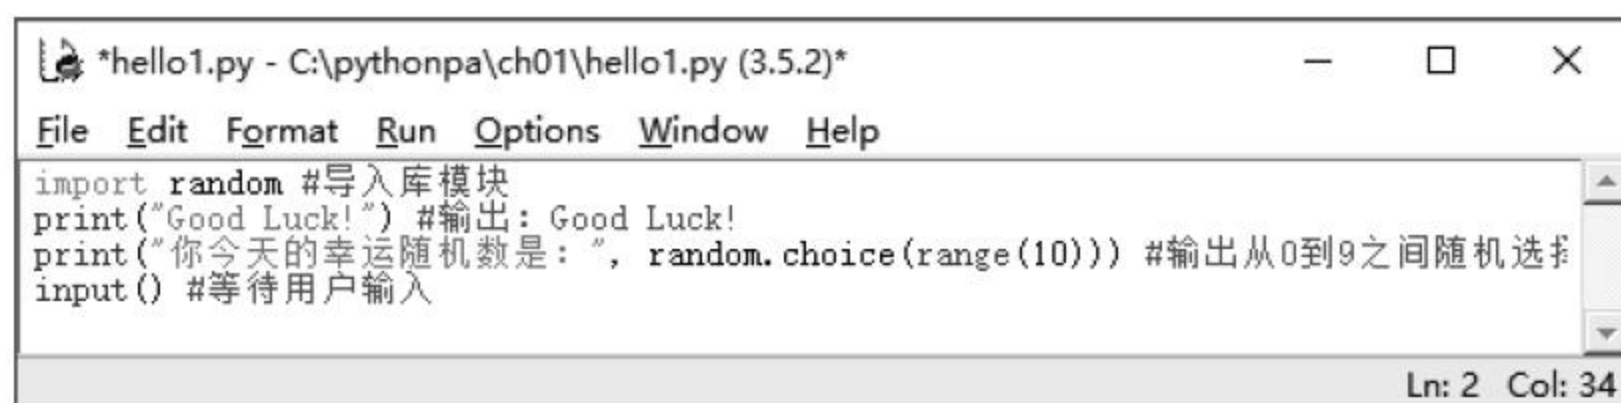 *hello1.py - C:\pythonpa\ch01\hello1.py (3.5.2)*
File Edit Format Run Options Window Help
import random #导入库模块
print("Good Luck!") #输出：Good Luck!
print("你今天的幸运随机数是：", random.choice(range(10))) #输出从0到9之间随机选
input() #等待用户输入
Ln: 2 Col: 34